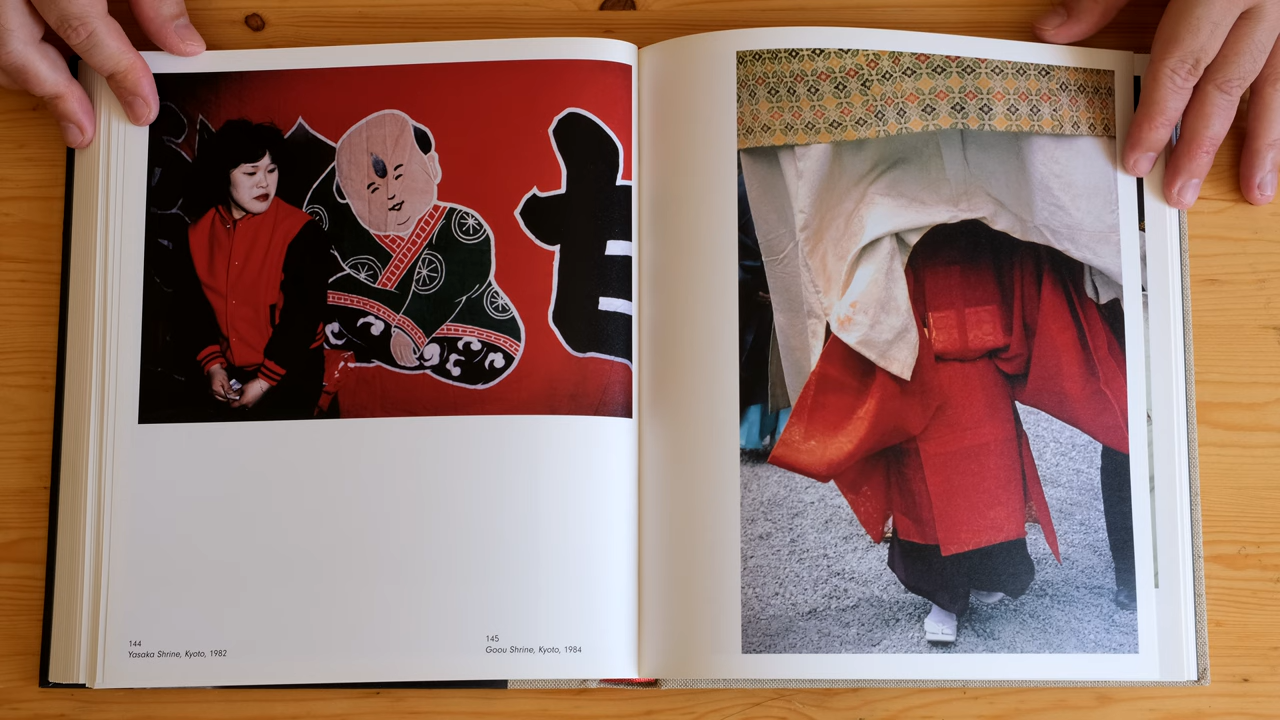 144
Yasaka Shrine, Kyoto, 1982
145
Goou Shrine, Kyoto, 1984